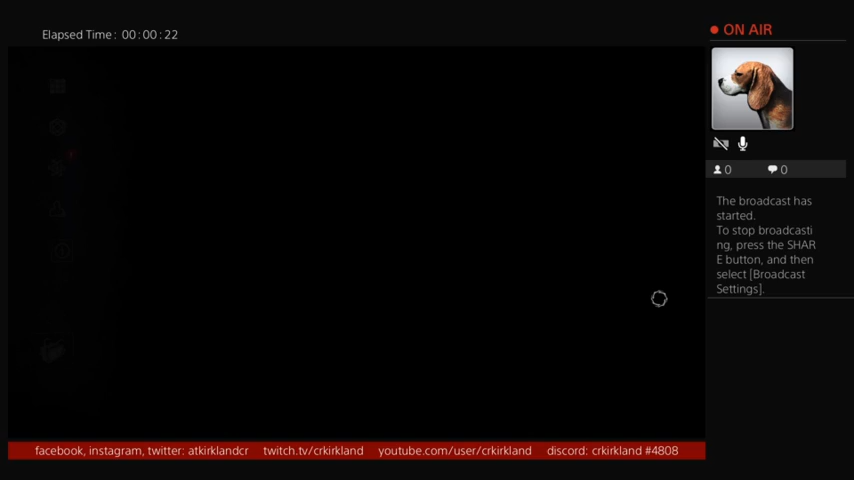 Elapsed Time: 00:00:22
ON AIR
0 0
The broadcast has
started.
To stop broadcasti
ng, press the SHAR
E button, and then
select [Broadcast
Settings].
facebook, instagram, twitter: atkirklandcr twitch.tv/crkirkland youtube.com/user/crkirkland discord: crkirkland #4808